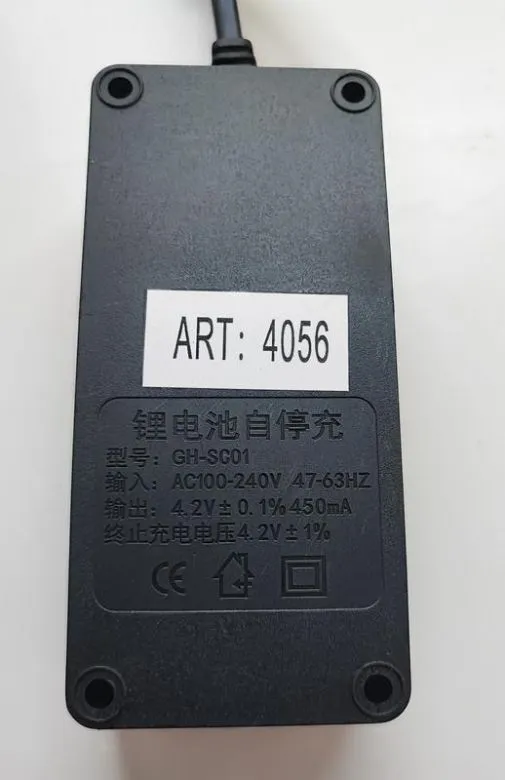 ART: 4056
锂电池自停充
型号: GH-SC01
输入: AC100-240V 47-63HZ
输出: 4.2V±0.1% 450mA
终止充电电压4.2V±1%
CE